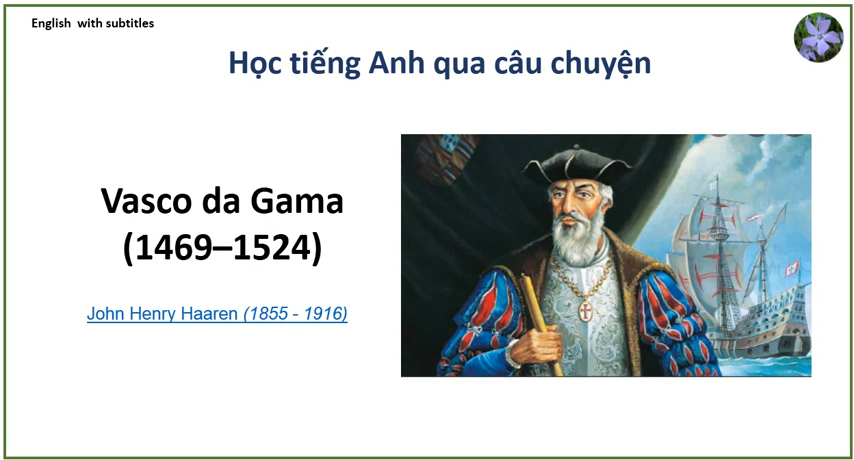 English with subtitles
Học tiếng Anh qua câu chuyện
Vasco da Gama
(1469–1524)
John Henry Haaren (1855 - 1916)